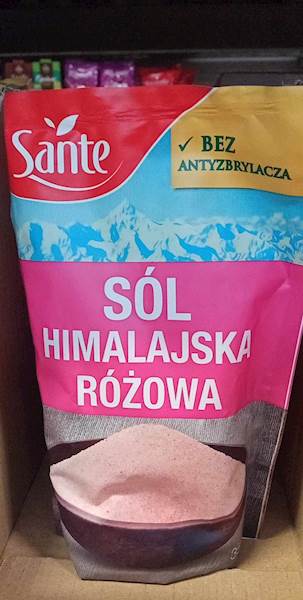 Sante
✓ BEZ
ANTYZBRYLACZA
SÓL
HIMALAJSKA
RÓŻOWA